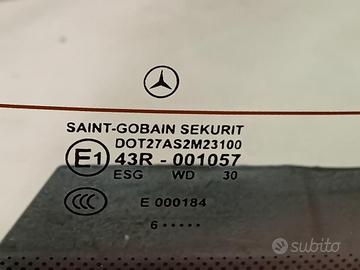 SAINT-GOBAIN SEKURIT
DOT27AS2M23100
E1 43R - 001057
ESG WD 30
CCC E 000184
6 •••••
subito